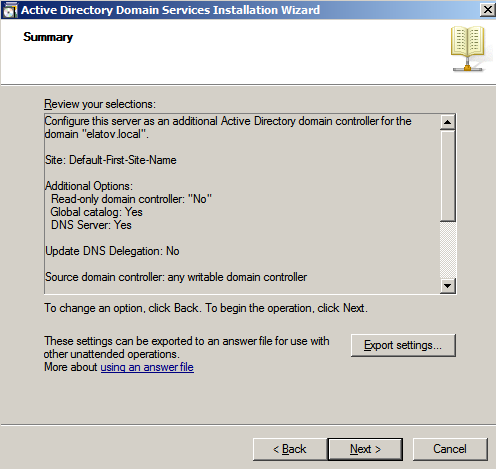 Active Directory Domain Services Installation Wizard
Summary
Review your selections:
Configure this server as an additional Active Directory domain controller for the
domain "elatov.local".
Site: Default-First-Site-Name
Additional Options:
Read-only domain controller: "No"
Global catalog: Yes
DNS Server: Yes
Update DNS Delegation: No
Source domain controller: any writable domain controller
To change an option, click Back. To begin the operation, click Next.
These settings can be exported to an answer file for use with
other unattended operations.
More about using an answer file
Export settings...
< Back
Next >
Cancel